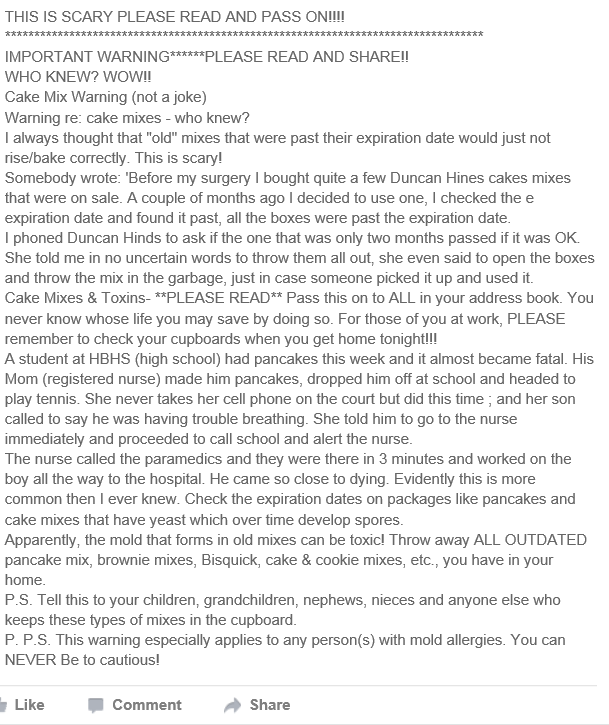 THIS IS SCARY PLEASE READ AND PASS ON!!!!
**********************************************************************************
IMPORTANT WARNING******PLEASE READ AND SHARE!!
WHO KNEW? WOW!!
Cake Mix Warning (not a joke)
Warning re: cake mixes - who knew?
I always thought that "old" mixes that were past their expiration date would just not
rise/bake correctly. This is scary!
Somebody wrote: 'Before my surgery I bought quite a few Duncan Hines cakes mixes
that were on sale. A couple of months ago I decided to use one, I checked the e
expiration date and found it past, all the boxes were past the expiration date.
I phoned Duncan Hinds to ask if the one that was only two months passed if it was OK.
She told me in no uncertain words to throw them all out, she even said to open the boxes
and throw the mix in the garbage, just in case someone picked it up and used it.
Cake Mixes & Toxins- **PLEASE READ** Pass this on to ALL in your address book. You
never know whose life you may save by doing so. For those of you at work, PLEASE
remember to check your cupboards when you get home tonight!!!
A student at HBHS (high school) had pancakes this week and it almost became fatal. His
Mom (registered nurse) made him pancakes, dropped him off at school and headed to
play tennis. She never takes her cell phone on the court but did this time ; and her son
called to say he was having trouble breathing. She told him to go to the nurse
immediately and proceeded to call school and alert the nurse.
The nurse called the paramedics and they were there in 3 minutes and worked on the
boy all the way to the hospital. He came so close to dying. Evidently this is more
common then I ever knew. Check the expiration dates on packages like pancakes and
cake mixes that have yeast which over time develop spores.
Apparently, the mold that forms in old mixes can be toxic! Throw away ALL OUTDATED
pancake mix, brownie mixes, Bisquick, cake & cookie mixes, etc., you have in your
home.
P.S. Tell this to your children, grandchildren, nephews, nieces and anyone else who
keeps these types of mixes in the cupboard.
P. P.S. This warning especially applies to any person(s) with mold allergies. You can
NEVER Be to cautious!
Like Comment Share